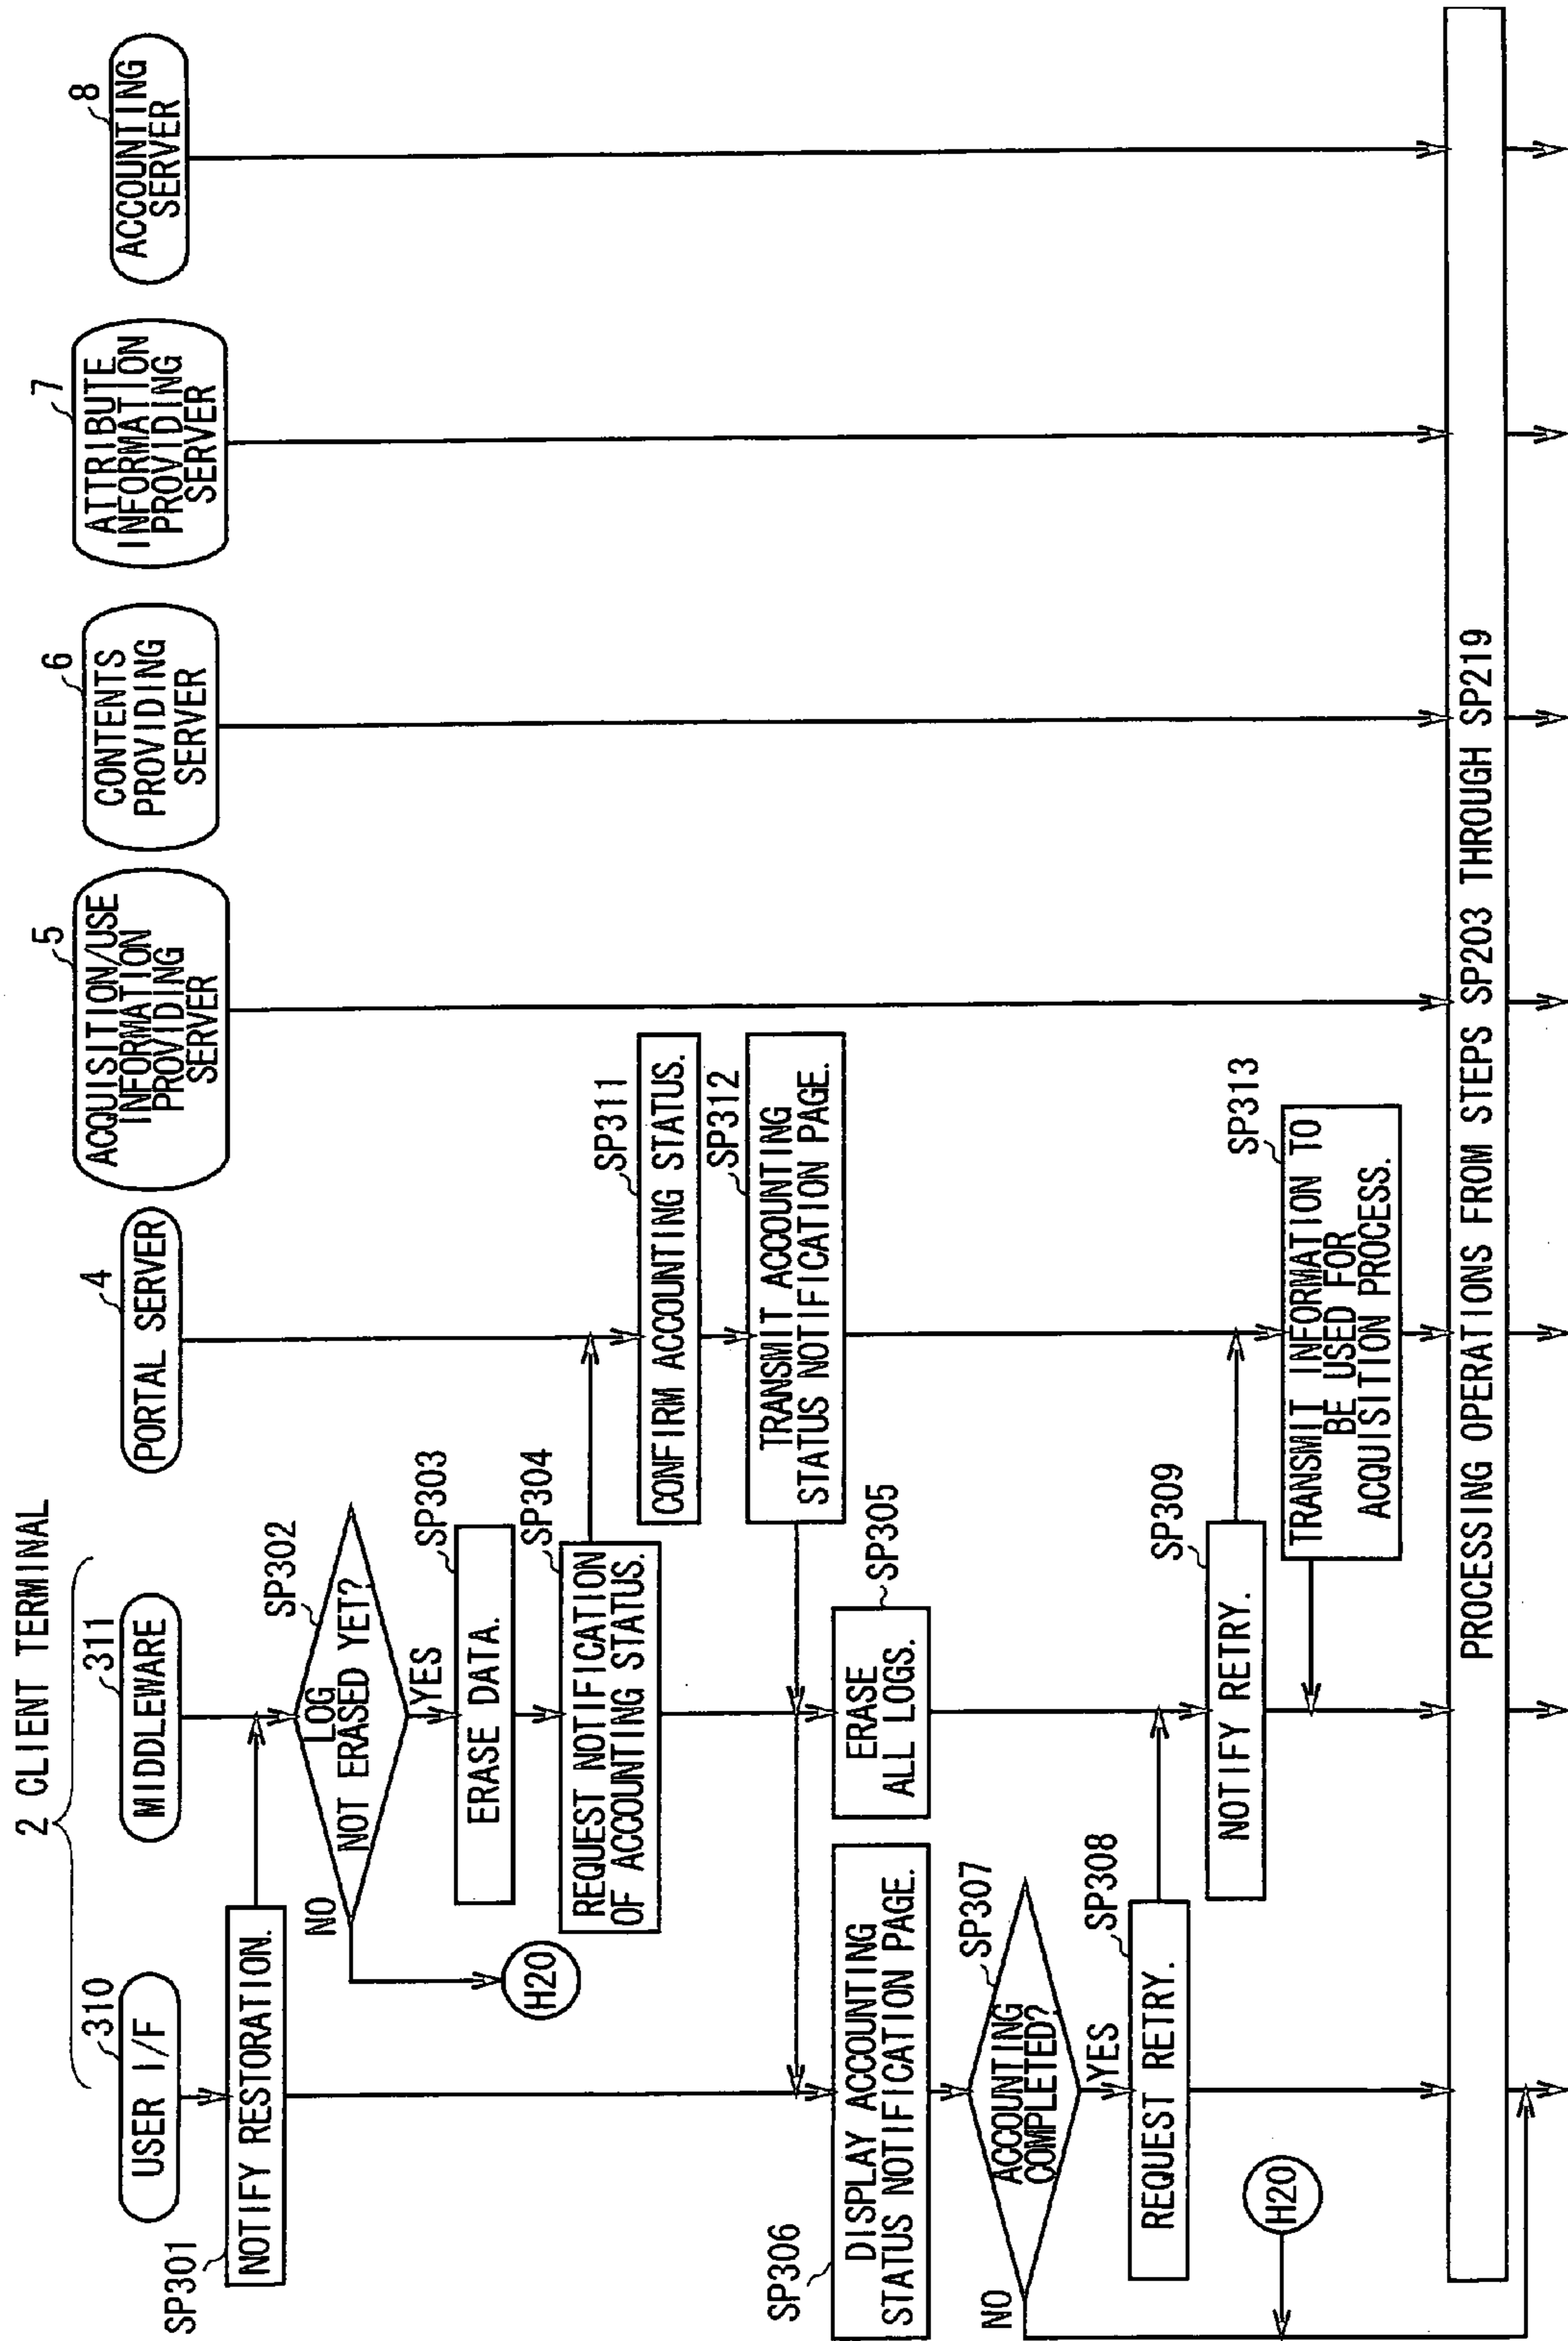 2 CLIENT TERMINAL
310
USER I/F
311
MIDDLEWARE
4
PORTAL SERVER
5
ACQUISITION/USE
INFORMATION
PROVIDING
SERVER
6
CONTENTS
PROVIDING
SERVER
7
ATTRIBUTE
INFORMATION
PROVIDING
SERVER
8
ACCOUNTING
SERVER
SP301
NOTIFY RESTORATION.
SP302
LOG
NOT ERASED YET?
NO
YES
H20
SP303
ERASE DATA.
SP304
REQUEST NOTIFICATION
OF ACCOUNTING STATUS.
SP311
CONFIRM ACCOUNTING STATUS.
SP312
TRANSMIT ACCOUNTING
STATUS NOTIFICATION PAGE.
SP305
ERASE
ALL LOGS.
SP306
DISPLAY ACCOUNTING
STATUS NOTIFICATION PAGE.
SP307
ACCOUNTING
COMPLETED?
NO
YES
SP308
REQUEST RETRY.
SP309
NOTIFY RETRY.
H20
SP313
TRANSMIT INFORMATION TO
BE USED FOR
ACQUISITION PROCESS.
PROCESSING OPERATIONS FROM STEPS SP203 THROUGH SP219